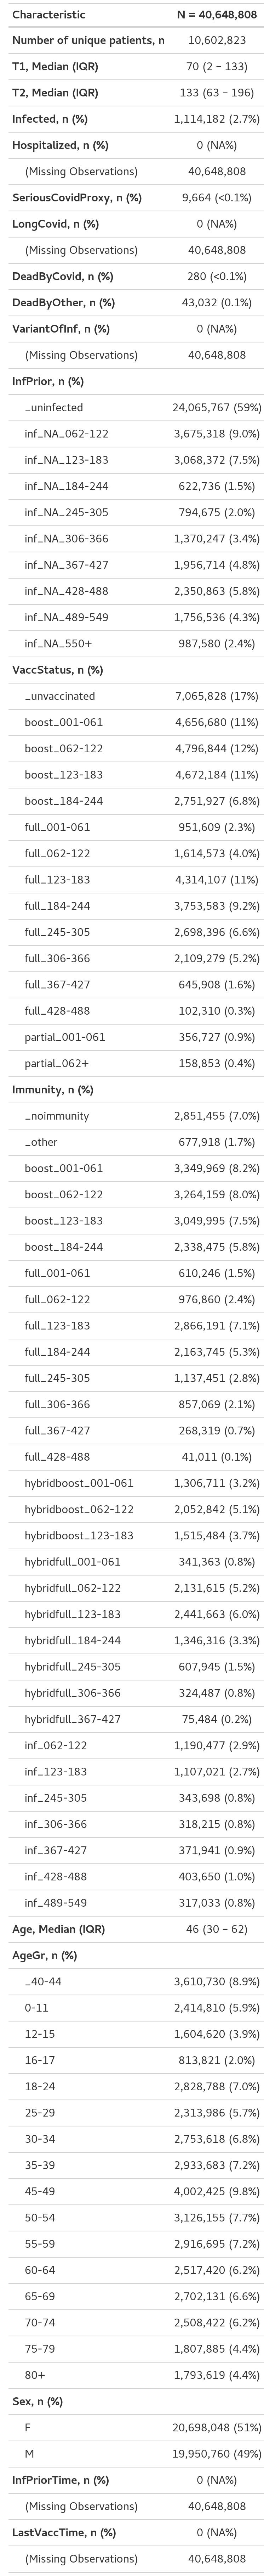 Characteristic N = 40,648,808
Number of unique patients, n 10,602,823
T1, Median (IQR) 70 (2 – 133)
T2, Median (IQR) 133 (63 – 196)
Infected, n (%) 1,114,182 (2.7%)
Hospitalized, n (%) 0 (NA%)
(Missing Observations) 40,648,808
SeriousCovidProxy, n (%) 9,664 (<0.1%)
LongCovid, n (%) 0 (NA%)
(Missing Observations) 40,648,808
DeadByCovid, n (%) 280 (<0.1%)
DeadByOther, n (%) 43,032 (0.1%)
VariantOfInf, n (%) 0 (NA%)
(Missing Observations) 40,648,808
InfPrior, n (%)
_uninfected 24,065,767 (59%)
inf_NA_062-122 3,675,318 (9.0%)
inf_NA_123-183 3,068,372 (7.5%)
inf_NA_184-244 622,736 (1.5%)
inf_NA_245-305 794,675 (2.0%)
inf_NA_306-366 1,370,247 (3.4%)
inf_NA_367-427 1,956,714 (4.8%)
inf_NA_428-488 2,350,863 (5.8%)
inf_NA_489-549 1,756,536 (4.3%)
inf_NA_550+ 987,580 (2.4%)
VaccStatus, n (%)
_unvaccinated 7,065,828 (17%)
boost_001-061 4,656,680 (11%)
boost_062-122 4,796,844 (12%)
boost_123-183 4,672,184 (11%)
boost_184-244 2,751,927 (6.8%)
full_001-061 951,609 (2.3%)
full_062-122 1,614,573 (4.0%)
full_123-183 4,314,107 (11%)
full_184-244 3,753,583 (9.2%)
full_245-305 2,698,396 (6.6%)
full_306-366 2,109,279 (5.2%)
full_367-427 645,908 (1.6%)
full_428-488 102,310 (0.3%)
partial_001-061 356,727 (0.9%)
partial_062+ 158,853 (0.4%)
Immunity, n (%)
_noimmunity 2,851,455 (7.0%)
_other 677,918 (1.7%)
boost_001-061 3,349,969 (8.2%)
boost_062-122 3,264,159 (8.0%)
boost_123-183 3,049,995 (7.5%)
boost_184-244 2,338,475 (5.8%)
full_001-061 610,246 (1.5%)
full_062-122 976,860 (2.4%)
full_123-183 2,866,191 (7.1%)
full_184-244 2,163,745 (5.3%)
full_245-305 1,137,451 (2.8%)
full_306-366 857,069 (2.1%)
full_367-427 268,319 (0.7%)
full_428-488 41,011 (0.1%)
hybridboost_001-061 1,306,711 (3.2%)
hybridboost_062-122 2,052,842 (5.1%)
hybridboost_123-183 1,515,484 (3.7%)
hybridfull_001-061 341,363 (0.8%)
hybridfull_062-122 2,131,615 (5.2%)
hybridfull_123-183 2,441,663 (6.0%)
hybridfull_184-244 1,346,316 (3.3%)
hybridfull_245-305 607,945 (1.5%)
hybridfull_306-366 324,487 (0.8%)
hybridfull_367-427 75,484 (0.2%)
inf_062-122 1,190,477 (2.9%)
inf_123-183 1,107,021 (2.7%)
inf_245-305 343,698 (0.8%)
inf_306-366 318,215 (0.8%)
inf_367-427 371,941 (0.9%)
inf_428-488 403,650 (1.0%)
inf_489-549 317,033 (0.8%)
Age, Median (IQR) 46 (30 – 62)
AgeGr, n (%)
_40-44 3,610,730 (8.9%)
0-11 2,414,810 (5.9%)
12-15 1,604,620 (3.9%)
16-17 813,821 (2.0%)
18-24 2,828,788 (7.0%)
25-29 2,313,986 (5.7%)
30-34 2,753,618 (6.8%)
35-39 2,933,683 (7.2%)
45-49 4,002,425 (9.8%)
50-54 3,126,155 (7.7%)
55-59 2,916,695 (7.2%)
60-64 2,517,420 (6.2%)
65-69 2,702,131 (6.6%)
70-74 2,508,422 (6.2%)
75-79 1,807,885 (4.4%)
80+ 1,793,619 (4.4%)
Sex, n (%)
F 20,698,048 (51%)
M 19,950,760 (49%)
InfPriorTime, n (%) 0 (NA%)
(Missing Observations) 40,648,808
LastVaccTime, n (%) 0 (NA%)
(Missing Observations) 40,648,808